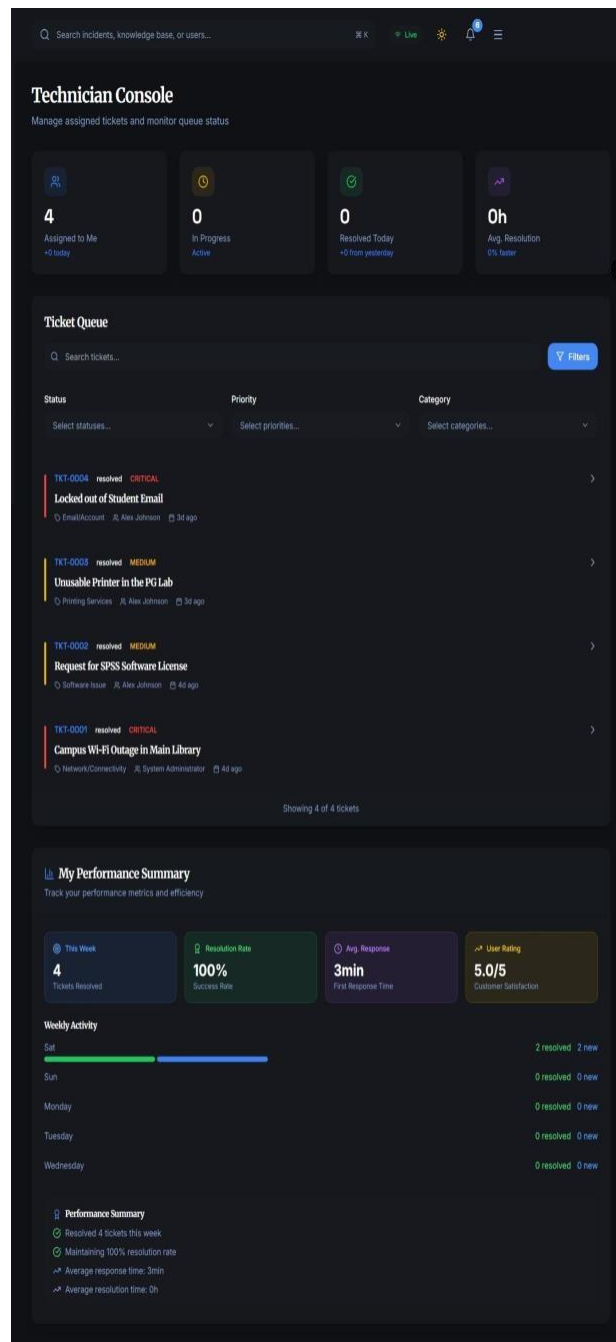 Search incidents, knowledge base, or users... ⌘ K Live 8
Technician Console
Manage assigned tickets and monitor queue status
4 0 0 0h
Assigned to Me In Progress Resolved Today Avg. Resolution
+0 today Active +0 from yesterday 0% faster
Ticket Queue
Search tickets... Filters
Status Priority Category
Select statuses... Select priorities... Select categories...
TKT-0004 resolved CRITICAL
Locked out of Student Email
Email/Account Alex Johnson 3d ago
TKT-0003 resolved MEDIUM
Unusable Printer in the PG Lab
Printing Services Alex Johnson 3d ago
TKT-0002 resolved MEDIUM
Request for SPSS Software License
Software Issue Alex Johnson 4d ago
TKT-0001 resolved CRITICAL
Campus Wi-Fi Outage in Main Library
Network/Connectivity System Administrator 4d ago
Showing 4 of 4 tickets
My Performance Summary
Track your performance metrics and efficiency
This Week Resolution Rate Avg. Response User Rating
4 100% 3min 5.0/5
Tickets Resolved Success Rate First Response Time Customer Satisfaction
Weekly Activity
Sat 2 resolved 2 new
Sun 0 resolved 0 new
Monday 0 resolved 0 new
Tuesday 0 resolved 0 new
Wednesday 0 resolved 0 new
Performance Summary
Resolved 4 tickets this week
Maintaining 100% resolution rate
Average response time: 3min
Average resolution time: 0h